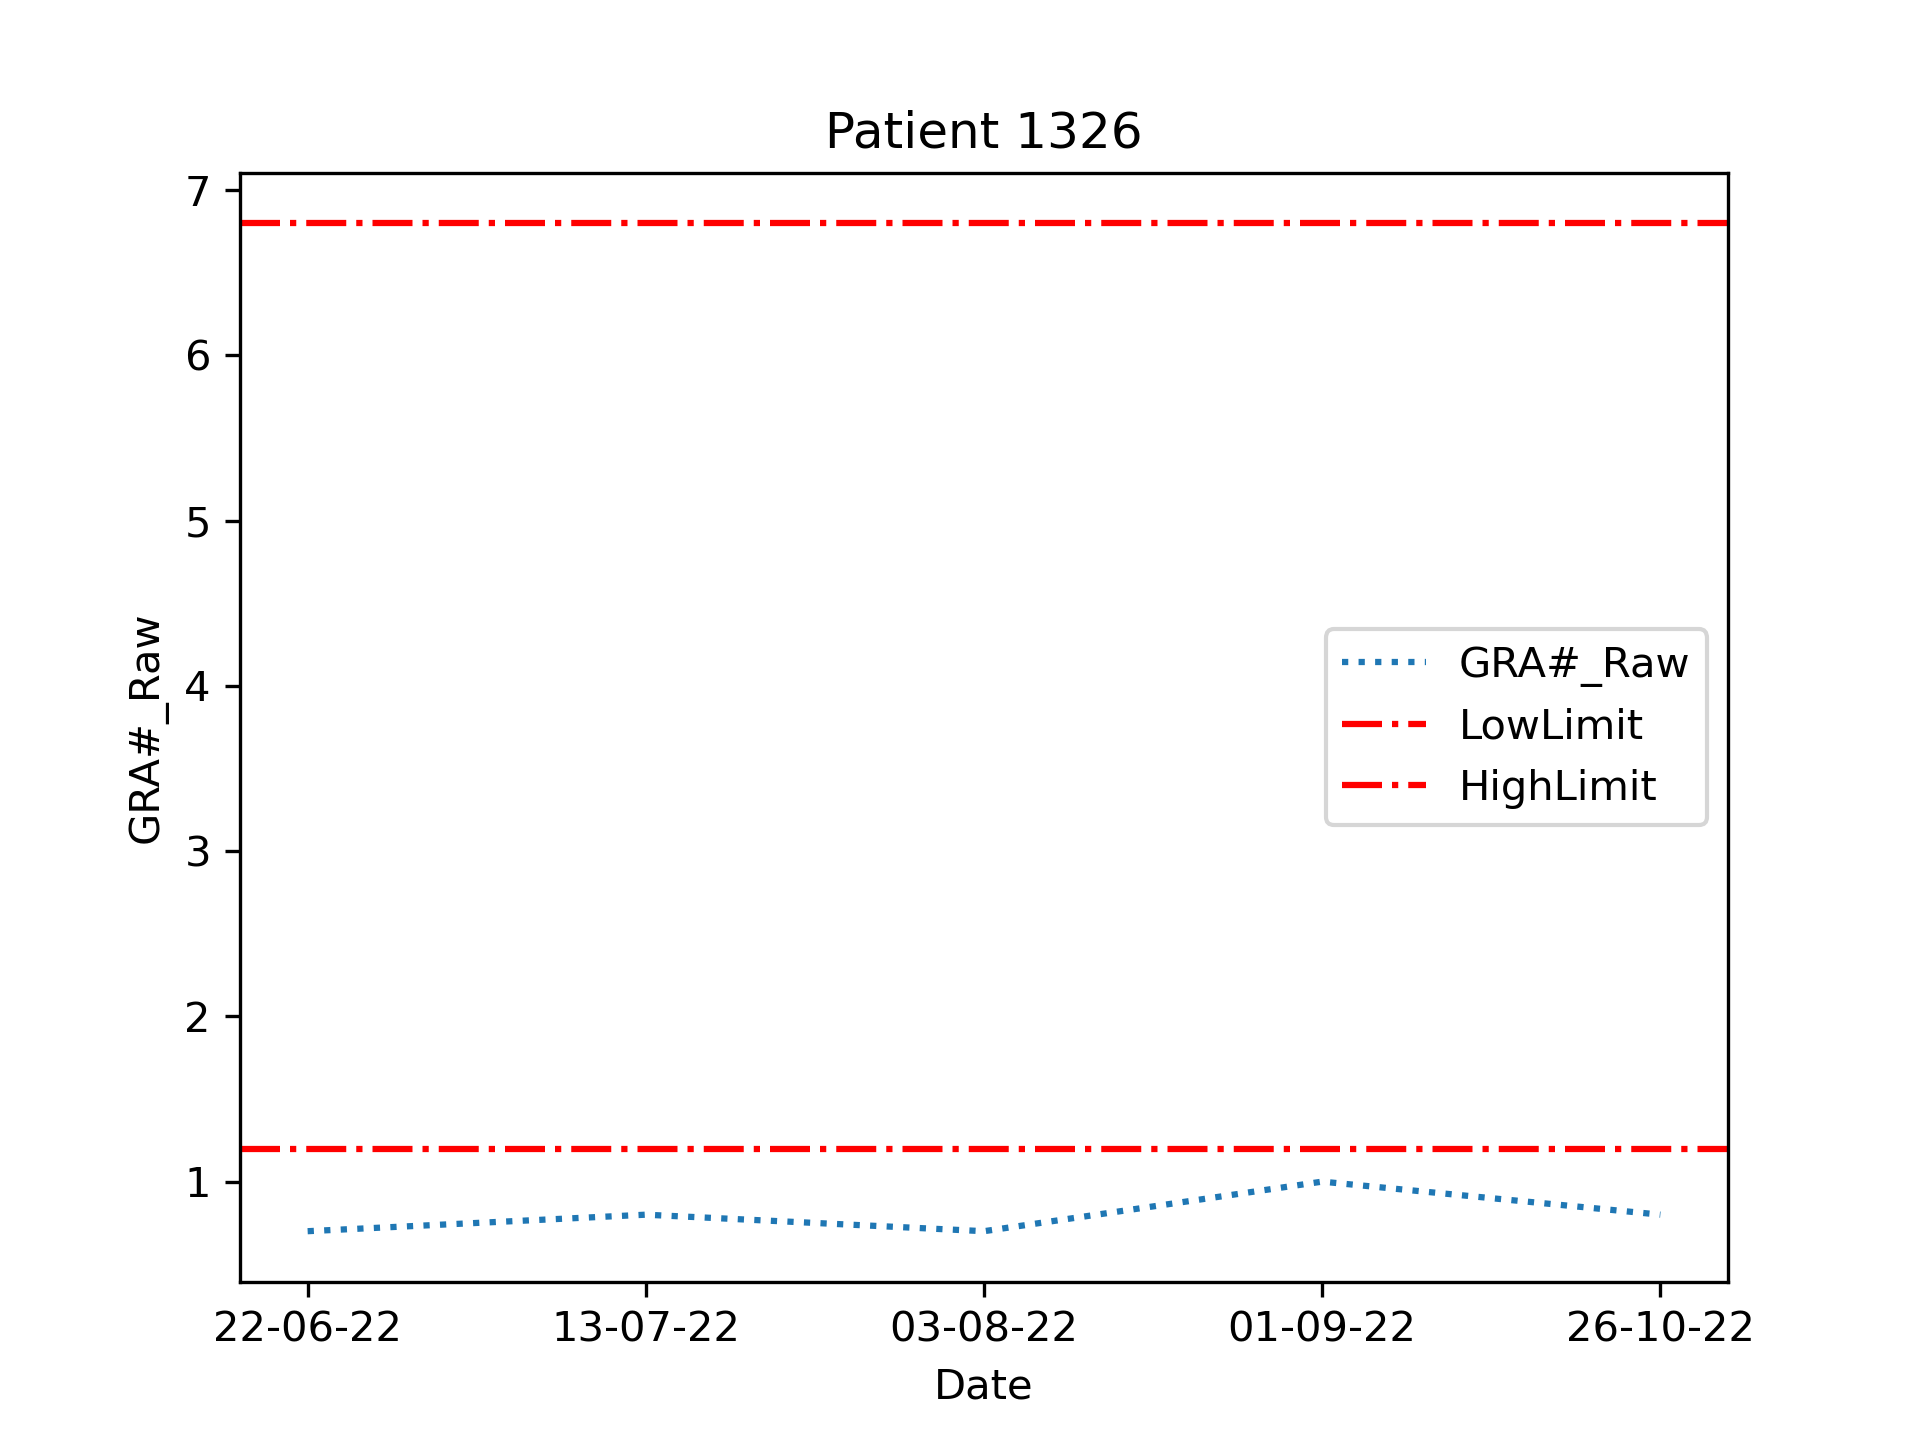 Patient 1326
7
6
5
4
3
2
1
GRA#_Raw
GRA#_Raw
LowLimit
HighLimit
22-06-22 13-07-22 03-08-22 01-09-22 26-10-22
Date